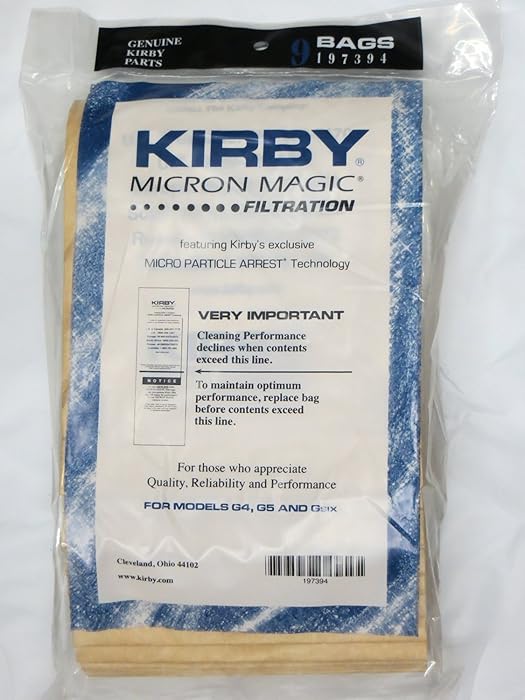 GENUINE
KIRBY
PARTS
9 BAGS
197394
KIRBY®
MICRON MAGIC®
FILTRATION
featuring Kirby's exclusive
MICRO PARTICLE ARREST® Technology
KIRBY
NOTICE
VERY IMPORTANT
Cleaning Performance
declines when contents
exceed this line.
To maintain optimum
performance, replace bag
before contents exceed
this line.
For those who appreciate
Quality, Reliability and Performance
FOR MODELS G4, G5 AND Gsix
Cleveland, Ohio 44102
www.kirby.com
197394